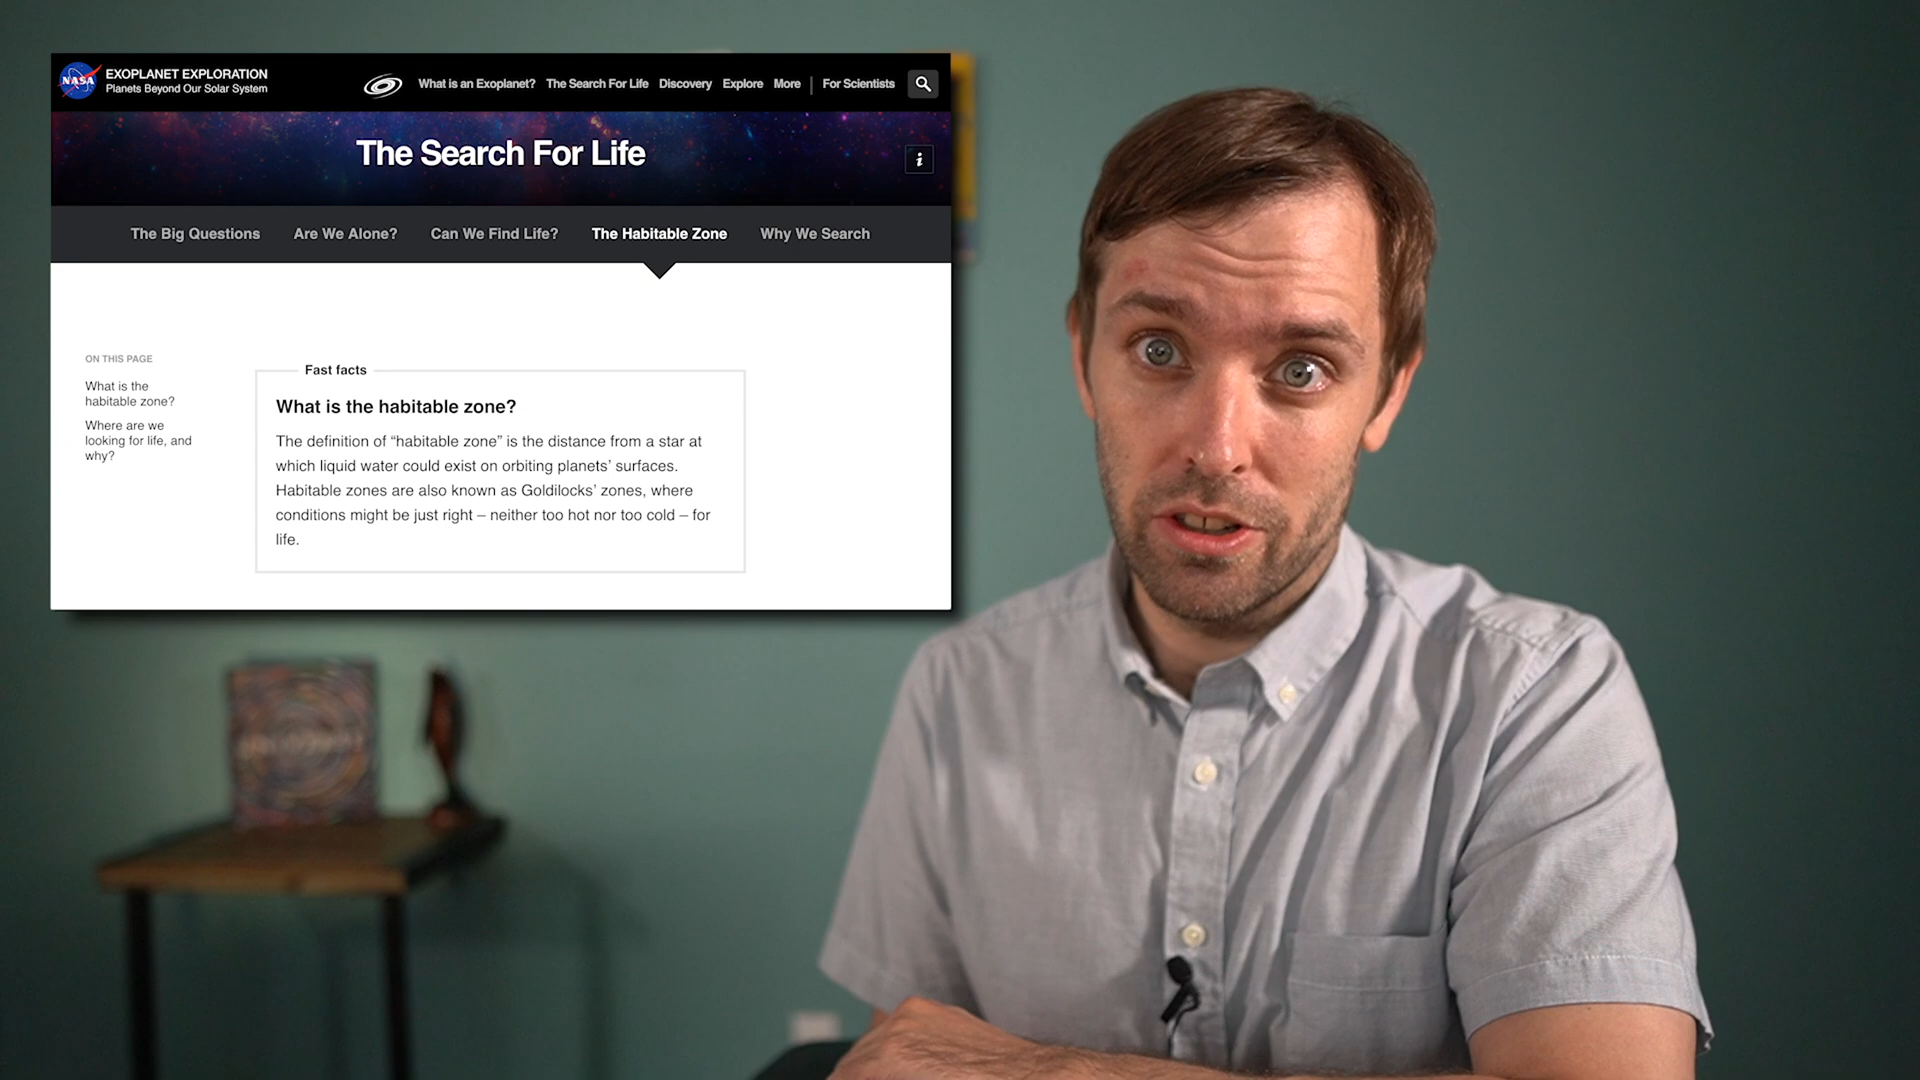 NASA
EXOPLANET EXPLORATION
Planets Beyond Our Solar System
What is an Exoplanet? The Search For Life Discovery Explore More | For Scientists
The Search For Life
i
The Big Questions Are We Alone? Can We Find Life? The Habitable Zone Why We Search
ON THIS PAGE
What is the
habitable zone?
Where are we
looking for life, and
why?
Fast facts
What is the habitable zone?
The definition of “habitable zone” is the distance from a star at
which liquid water could exist on orbiting planets’ surfaces.
Habitable zones are also known as Goldilocks’ zones, where
conditions might be just right – neither too hot nor too cold – for
life.